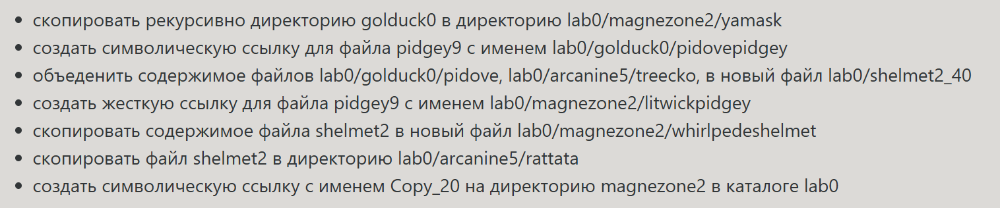 • скопировать рекурсивно директорию golduck0 в директорию lab0/magnezone2/yamask
• создать символическую ссылку для файла pidgey9 с именем lab0/golduck0/pidovepidgey
• объеденить содержимое файлов lab0/golduck0/pidove, lab0/arcanine5/treecko, в новый файл lab0/shelmet2_40
• создать жесткую ссылку для файла pidgey9 с именем lab0/magnezone2/litwickpidgey
• скопировать содержимое файла shelmet2 в новый файл lab0/magnezone2/whirlpedeshelmet
• скопировать файл shelmet2 в директорию lab0/arcanine5/rattata
• создать символическую ссылку с именем Copy_20 на директорию magnezone2 в каталоге lab0